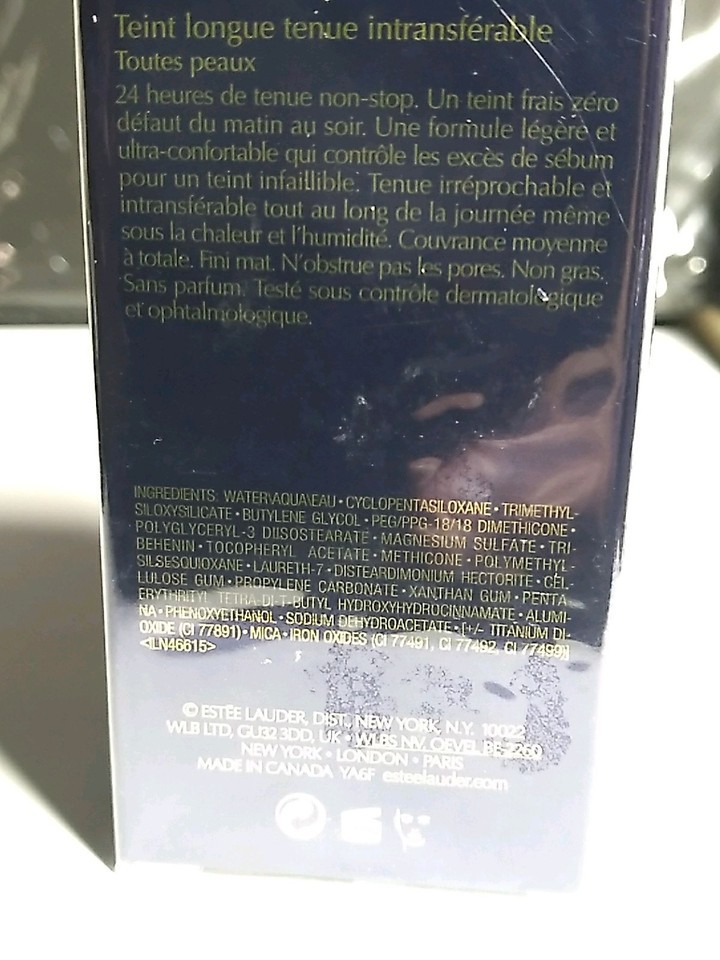 Teint longue tenue intransférable
Toutes peaux
24 heures de tenue non-stop. Un teint frais zéro
défaut du matin au soir. Une formule légère et
ultra-confortable qui contrôle les excès de sébum
pour un teint infaillible. Tenue irréprochable et
intransférable tout au long de la journée même
sous la chaleur et l'humidité. Couvrance moyenne
à totale. Fini mat. N'obstrue pas les pores. Non gras.
Sans parfum. Testé sous contrôle dermatologique
et ophtalmologique.
INGREDIENTS: WATER\AQUA\EAU • CYCLOPENTASILOXANE • TRIMETHYL-
SILOXYSILICATE • BUTYLENE GLYCOL • PEG/PPG-18/18 DIMETHICONE •
POLYGLYCERYL-3 DIISOSTEARATE • MAGNESIUM SULFATE • TRI-
BEHENIN • TOCOPHERYL ACETATE • METHICONE • POLYMETHYL-
SILSESQUIOXANE • LAURETH-7 • DISTEARDIMONIUM HECTORITE • CEL-
LULOSE GUM • PROPYLENE CARBONATE • XANTHAN GUM • PENTA
ERYTHRITYL TETRA-DI-T-BUTYL HYDROXYHYDROCINNAMATE • ALUMI-
NA • PHENOXYETHANOL • SODIUM DEHYDROACETATE • [+/- TITANIUM DI-
OXIDE (CI 77891) • MICA • IRON OXIDES (CI 77491, CI 77492, CI 77499)]
<ILN46615>
© ESTĒE LAUDER, DIST., NEW YORK, N.Y. 10022
WLB LTD, GU32 3DD, UK • WLBS NV. OEVEL BE-2260
NEW YORK • LONDON • PARIS
MADE IN CANADA YA6F esteelauder.com